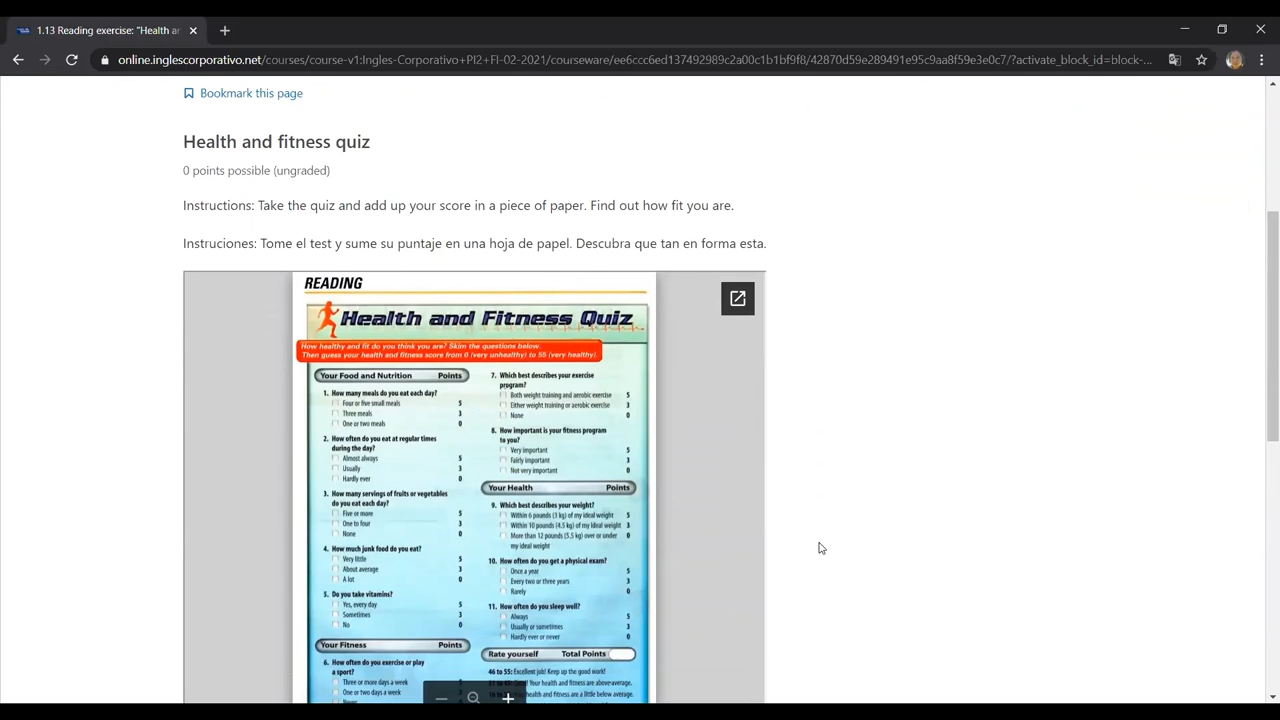 1.13 Reading exercise: "Health ar
online.inglescorporativo.net/courses/course-v1:Ingles-Corporativo+PI2+FI-02-2021/courseware/ee6ccc6ed137492989c2a00c1b1bf9f8/42870d59e289491e95c9aa8f59e3e0c7/?activate_block_id=block-...
Bookmark this page
Health and fitness quiz
0 points possible (ungraded)
Instructions: Take the quiz and add up your score in a piece of paper. Find out how fit you are.
Instruciones: Tome el test y sume su puntaje en una hoja de papel. Descubra que tan en forma esta.
READING
Health and Fitness Quiz
How healthy and fit do you think you are? Skim the questions below.
Then guess your health and fitness score from 0 (very unhealthy) to 55 (very healthy).
Your Food and Nutrition Points
1. How many meals do you eat each day?
Four or five small meals 5
Three meals 3
One or two meals 0
2. How often do you eat at regular times
during the day?
Almost always 5
Usually 3
Hardly ever 0
3. How many servings of fruits or vegetables
do you eat each day?
Five or more 5
One to four 3
None 0
4. How much junk food do you eat?
Very little 5
About average 3
A lot 0
5. Do you take vitamins?
Yes, every day 5
Sometimes 3
No 0
Your Fitness Points
6. How often do you exercise or play
a sport?
Three or more days a week
One or two days a week
Never
7. Which best describes your exercise
program?
Both weight training and aerobic exercise 5
Either weight training or aerobic exercise 3
None 0
8. How important is your fitness program
to you?
Very important 5
Fairly important 3
Not very important 0
Your Health Points
9. Which best describes your weight?
Within 6 pounds (3 kg) of my ideal weight 5
Within 10 pounds (4.5 kg) of my ideal weight 3
More than 12 pounds (5.5 kg) over or under 0
my ideal weight
10. How often do you get a physical exam?
Once a year 5
Every two or three years 3
Rarely 0
11. How often do you sleep well?
Always 5
Usually or sometimes 3
Hardly ever or never 0
Rate yourself Total Points
46 to 55: Excellent job! Keep up the good work!
Your health and fitness are above average.
health and fitness are a little below average.